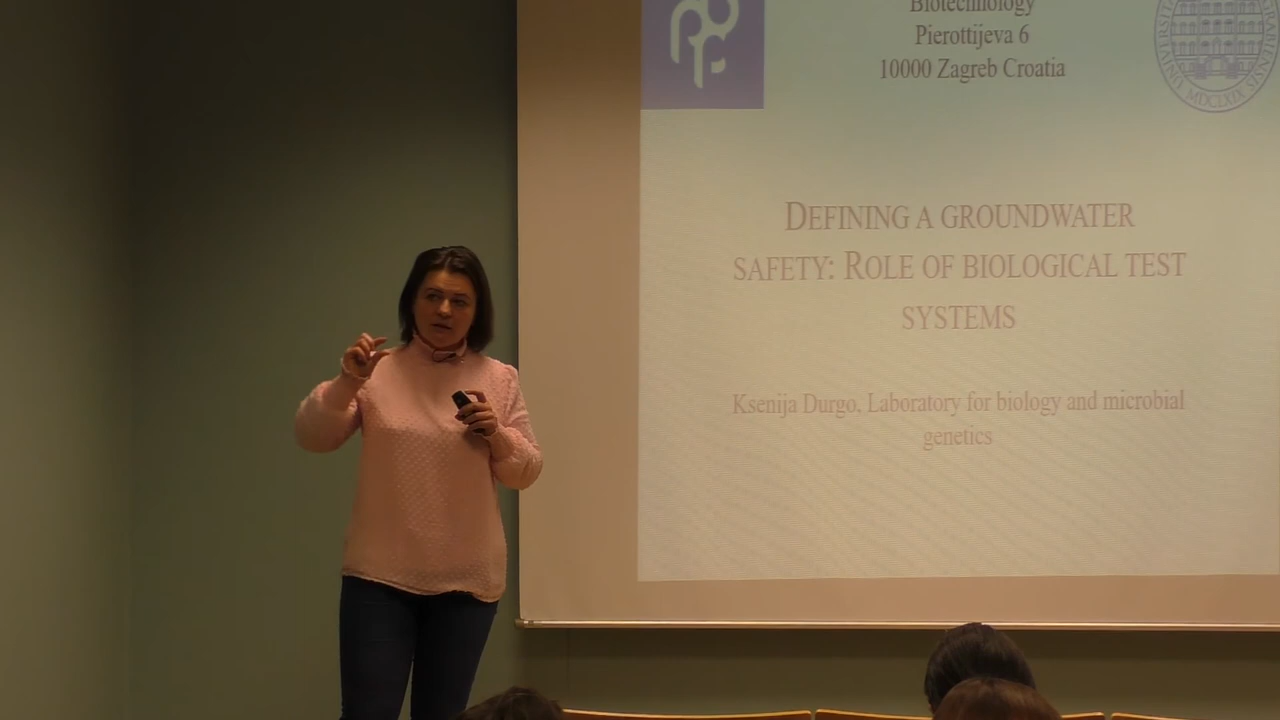 Biotechnology
Pierottijeva 6
10000 Zagreb Croatia
DEFINING A GROUNDWATER
SAFETY: ROLE OF BIOLOGICAL TEST
SYSTEMS
Ksenija Durgo, Laboratory for biology and microbial
genetics
MDCLXIX